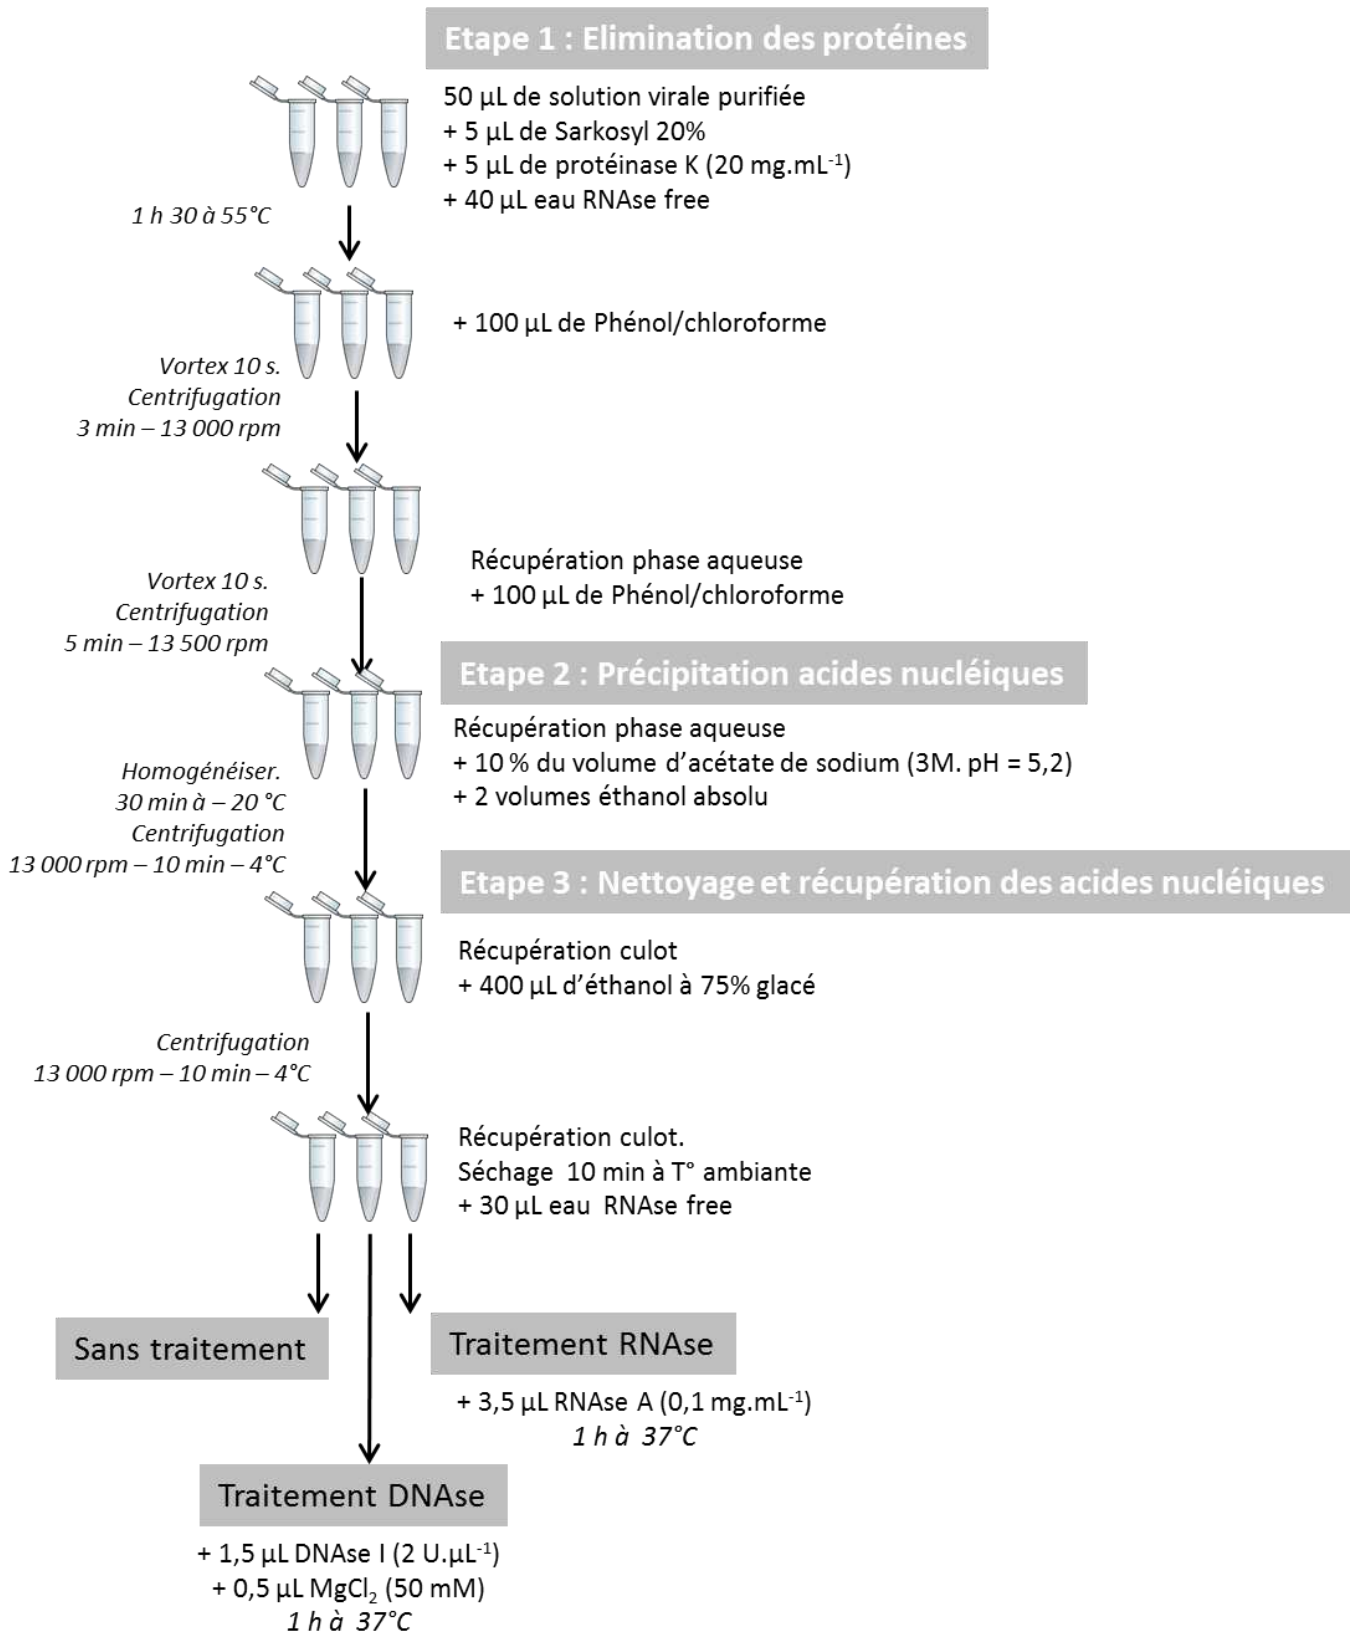 Etape 1 : Elimination des protéines
50 µL de solution virale purifiée
+ 5 µL de Sarkosyl 20%
+ 5 µL de protéinase K (20 mg.mL⁻¹)
+ 40 µL eau RNAse free
1 h 30 à 55°C
+ 100 µL de Phénol/chloroforme
Vortex 10 s.
Centrifugation
3 min – 13 000 rpm
Récupération phase aqueuse
+ 100 µL de Phénol/chloroforme
Vortex 10 s.
Centrifugation
5 min – 13 500 rpm
Etape 2 : Précipitation acides nucléiques
Récupération phase aqueuse
+ 10 % du volume d’acétate de sodium (3M. pH = 5,2)
+ 2 volumes éthanol absolu
Homogénéiser.
30 min à – 20 °C
Centrifugation
13 000 rpm – 10 min – 4°C
Etape 3 : Nettoyage et récupération des acides nucléiques
Récupération culot
+ 400 µL d’éthanol à 75% glacé
Centrifugation
13 000 rpm – 10 min – 4°C
Récupération culot.
Séchage 10 min à T° ambiante
+ 30 µL eau RNAse free
Sans traitement
Traitement RNAse
+ 3,5 µL RNAse A (0,1 mg.mL⁻¹)
1 h à 37°C
Traitement DNAse
+ 1,5 µL DNAse I (2 U.µL⁻¹)
+ 0,5 µL MgCl₂ (50 mM)
1 h à 37°C